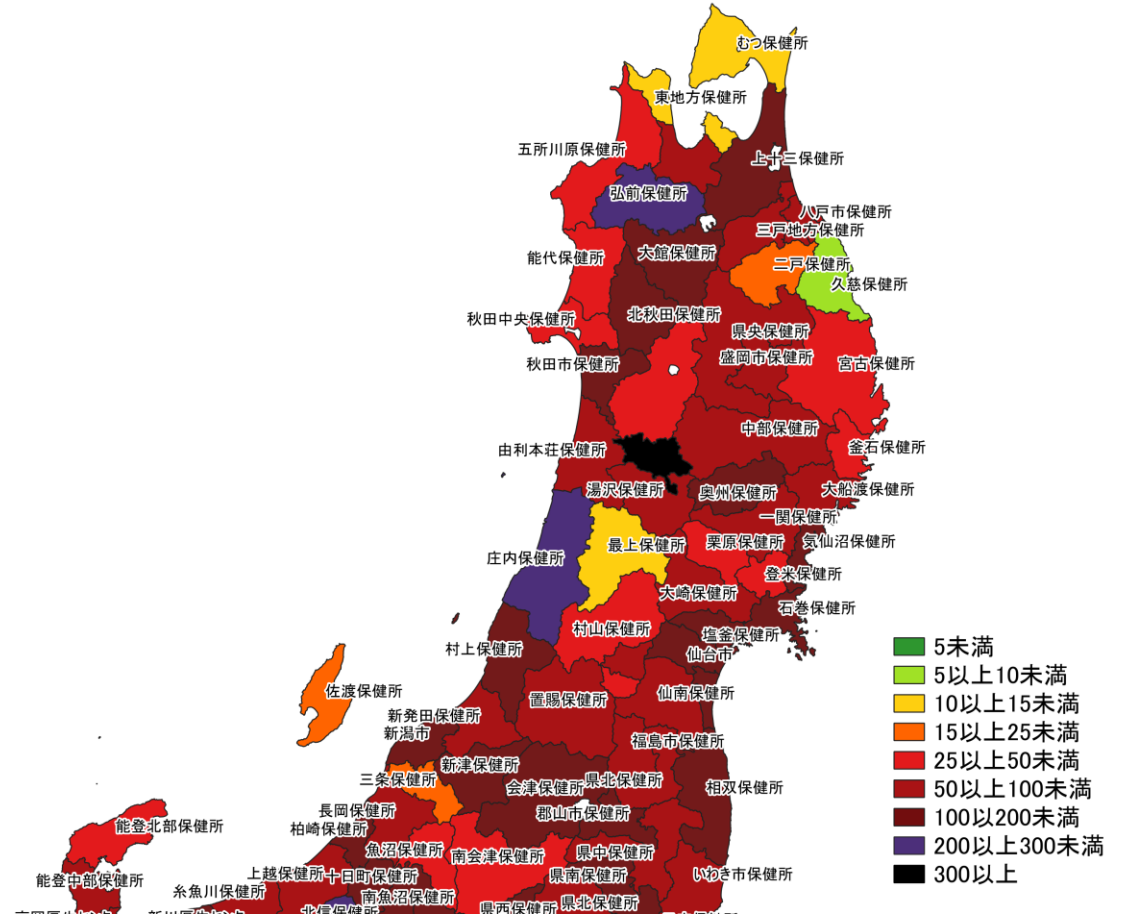 むつ保健所
東地方保健所
五所川原保健所
上十三保健所
弘前保健所
八戸市保健所
三戸地方保健所
大館保健所
能代保健所
二戸保健所
久慈保健所
北秋田保健所
秋田中央保健所
県央保健所
盛岡市保健所
秋田市保健所
宮古保健所
中部保健所
釜石保健所
由利本荘保健所
湯沢保健所
奥州保健所
大船渡保健所
一関保健所
最上保健所
栗原保健所
気仙沼保健所
庄内保健所
登米保健所
大崎保健所
石巻保健所
村山保健所
塩釜保健所
仙台市
村上保健所
佐渡保健所
置賜保健所
仙南保健所
新発田保健所
新潟市
福島市保健所
新津保健所
三条保健所
会津保健所
県北保健所
相双保健所
長岡保健所
郡山市保健所
柏崎保健所
能登北部保健所
魚沼保健所
南会津保健所
県中保健所
上越保健所
十日町保健所
県南保健所
いわき市保健所
能登中部保健所
糸魚川保健所
南魚沼保健所
県北保健所
県西保健所
北信保健所
5未満
5以上10未満
10以上15未満
15以上25未満
25以上50未満
50以上100未満
100以200未満
200以上300未満
300以上